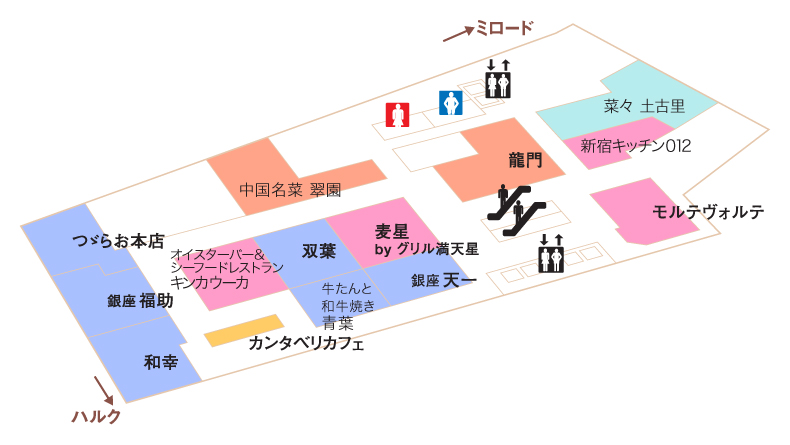 ミロード
菜々 土古里
新宿キッチン012
龍門
中国名菜 翠園
モルテヴォルテ
麦星
by グリル満天星
つゞらお本店
オイスターバー&
シーフードレストラン
キンカウーカ
双葉
銀座 天一
牛たんと
和牛焼き
青葉
銀座 福助
カンタベリカフェ
和幸
ハルク